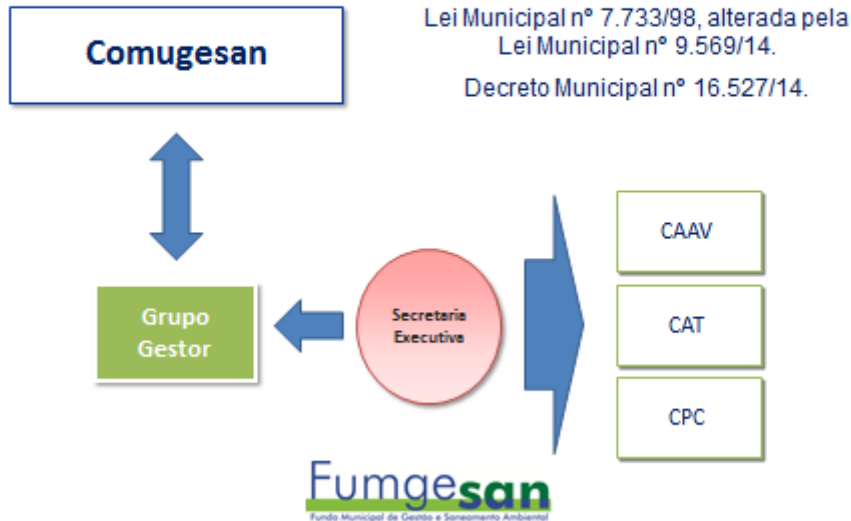 Comugesan
Lei Municipal nº 7.733/98, alterada pela
Lei Municipal nº 9.569/14.
Decreto Municipal nº 16.527/14.
Grupo
Gestor
Secretaria
Executiva
CAAV
CAT
CPC
Fumgesan
Fundo Municipal de Gestão e Saneamento Ambiental